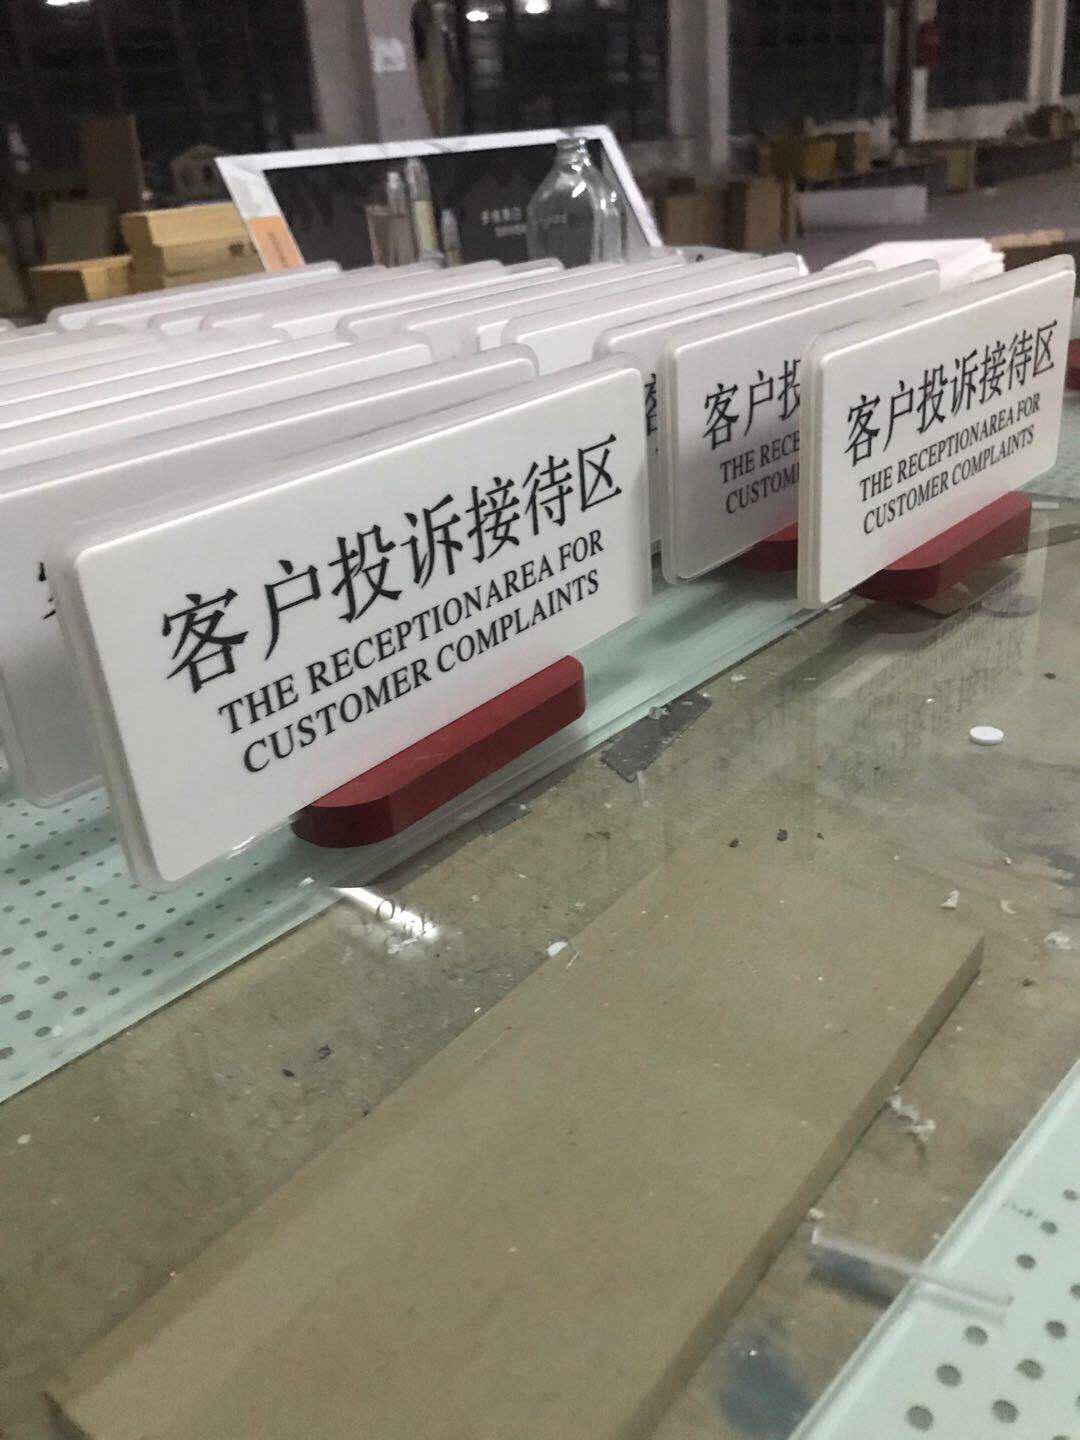 客户投诉接待区
THE RECEPTIONAREA FOR
CUSTOMER COMPLAINTS
客户投
THE RECE
CUSTOM
客户投诉接待区
THE RECEPTIONAREA FOR
CUSTOMER COMPLAINTS